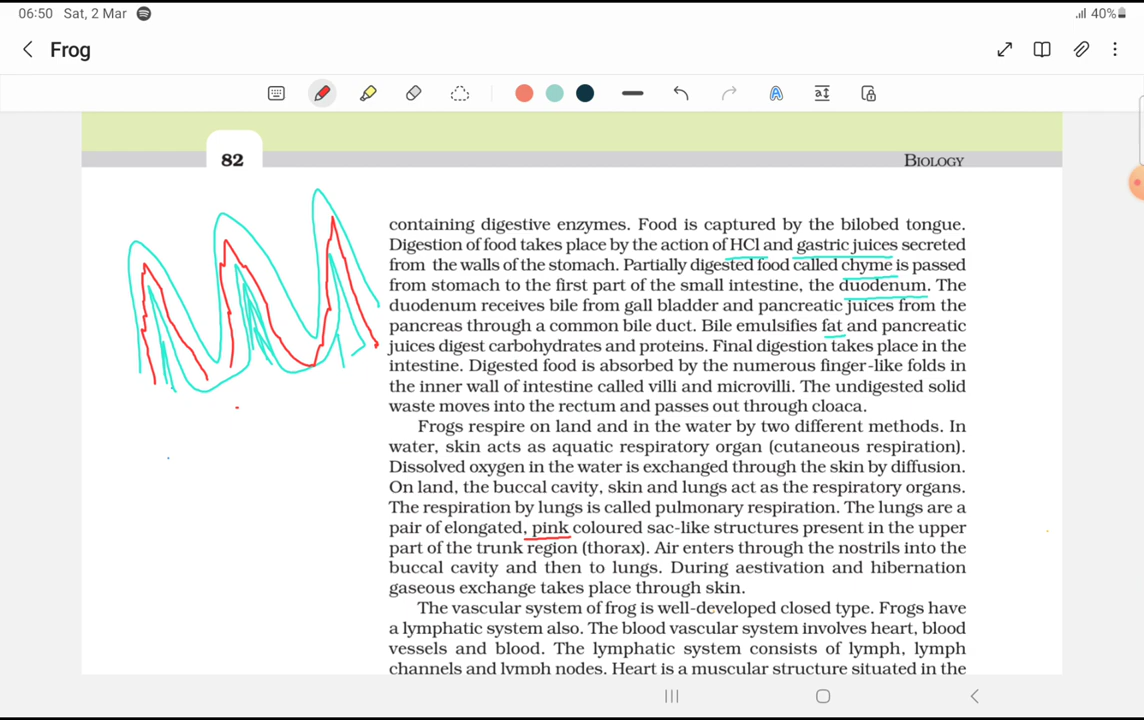 06:50 Sat, 2 Mar 40%
Frog
82 BIOLOGY
containing digestive enzymes. Food is captured by the bilobed tongue.
Digestion of food takes place by the action of HCl and gastric juices secreted
from the walls of the stomach. Partially digested food called chyme is passed
from stomach to the first part of the small intestine, the duodenum. The
duodenum receives bile from gall bladder and pancreatic juices from the
pancreas through a common bile duct. Bile emulsifies fat and pancreatic
juices digest carbohydrates and proteins. Final digestion takes place in the
intestine. Digested food is absorbed by the numerous finger-like folds in
the inner wall of intestine called villi and microvilli. The undigested solid
waste moves into the rectum and passes out through cloaca.
Frogs respire on land and in the water by two different methods. In
water, skin acts as aquatic respiratory organ (cutaneous respiration).
Dissolved oxygen in the water is exchanged through the skin by diffusion.
On land, the buccal cavity, skin and lungs act as the respiratory organs.
The respiration by lungs is called pulmonary respiration. The lungs are a
pair of elongated, pink coloured sac-like structures present in the upper
part of the trunk region (thorax). Air enters through the nostrils into the
buccal cavity and then to lungs. During aestivation and hibernation
gaseous exchange takes place through skin.
The vascular system of frog is well-developed closed type. Frogs have
a lymphatic system also. The blood vascular system involves heart, blood
vessels and blood. The lymphatic system consists of lymph, lymph
channels and lymph nodes. Heart is a muscular structure situated in the